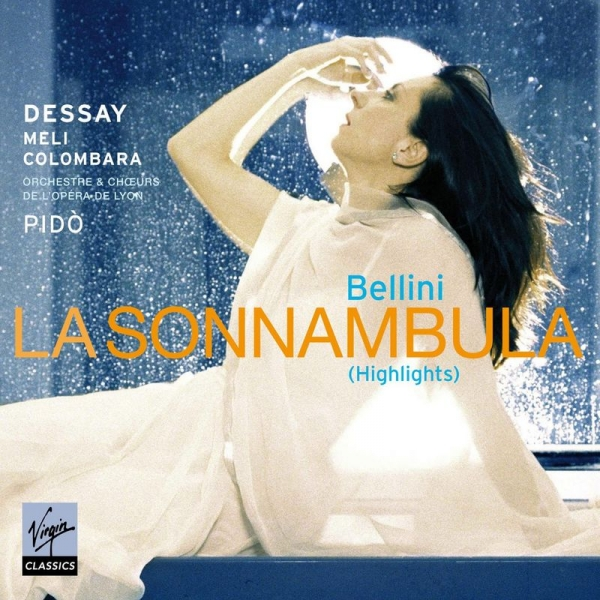 DESSAY
MELI
COLOMBARA
ORCHESTRE & CHŒURS
DE L'OPÉRA DE LYON
PIDÒ
Bellini
LA SONNAMBULA
(Highlights)
Virgin
CLASSICS